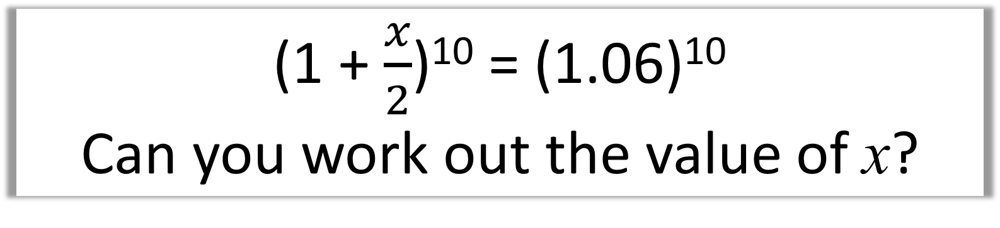 (1 + x/2)^10 = (1.06)^10
Can you work out the value of x?